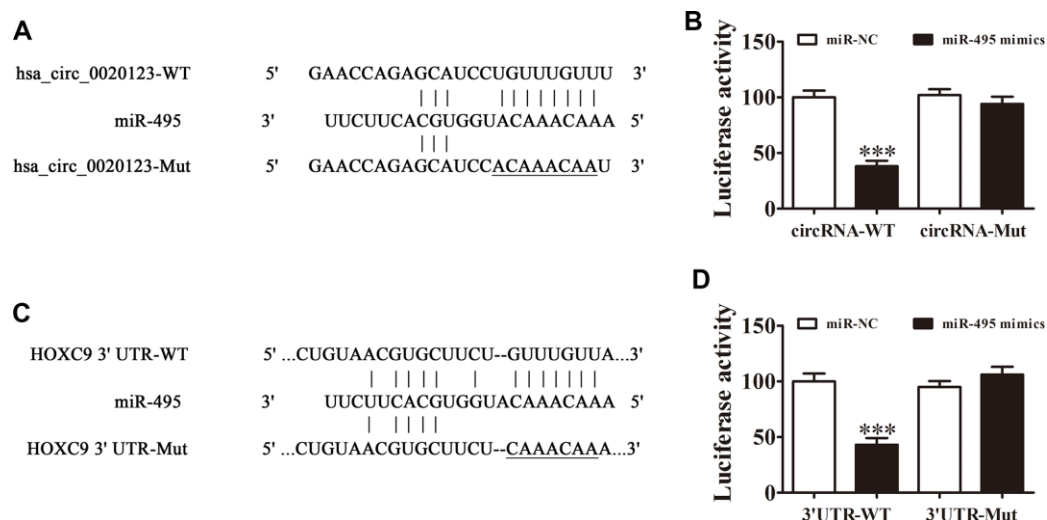 A
hsa_circ_0020123-WT 5' GAACCAGAGCAUCCUGUUUGUUU 3'
miR-495 3' UUCUUCACGUGGUACAAACAAA 5'
hsa_circ_0020123-Mut 5' GAACCAGAGCAUCCACAAACAAU 3'
B
Luciferase activity
150
100
50
0
miR-NC miR-495 mimics
***
circRNA-WT circRNA-Mut
C
HOXC9 3' UTR-WT 5' ...CUGUAACGUGCUUCU--GUUUGUUA...3'
miR-495 3' UUCUUCACGUGGUACAAACAAA 5'
HOXC9 3' UTR-Mut 5' ...CUGUAACGUGCUUCU--CAAACAAA...3'
D
Luciferase activity
150
100
50
0
miR-NC miR-495 mimics
***
3'UTR-WT 3'UTR-Mut